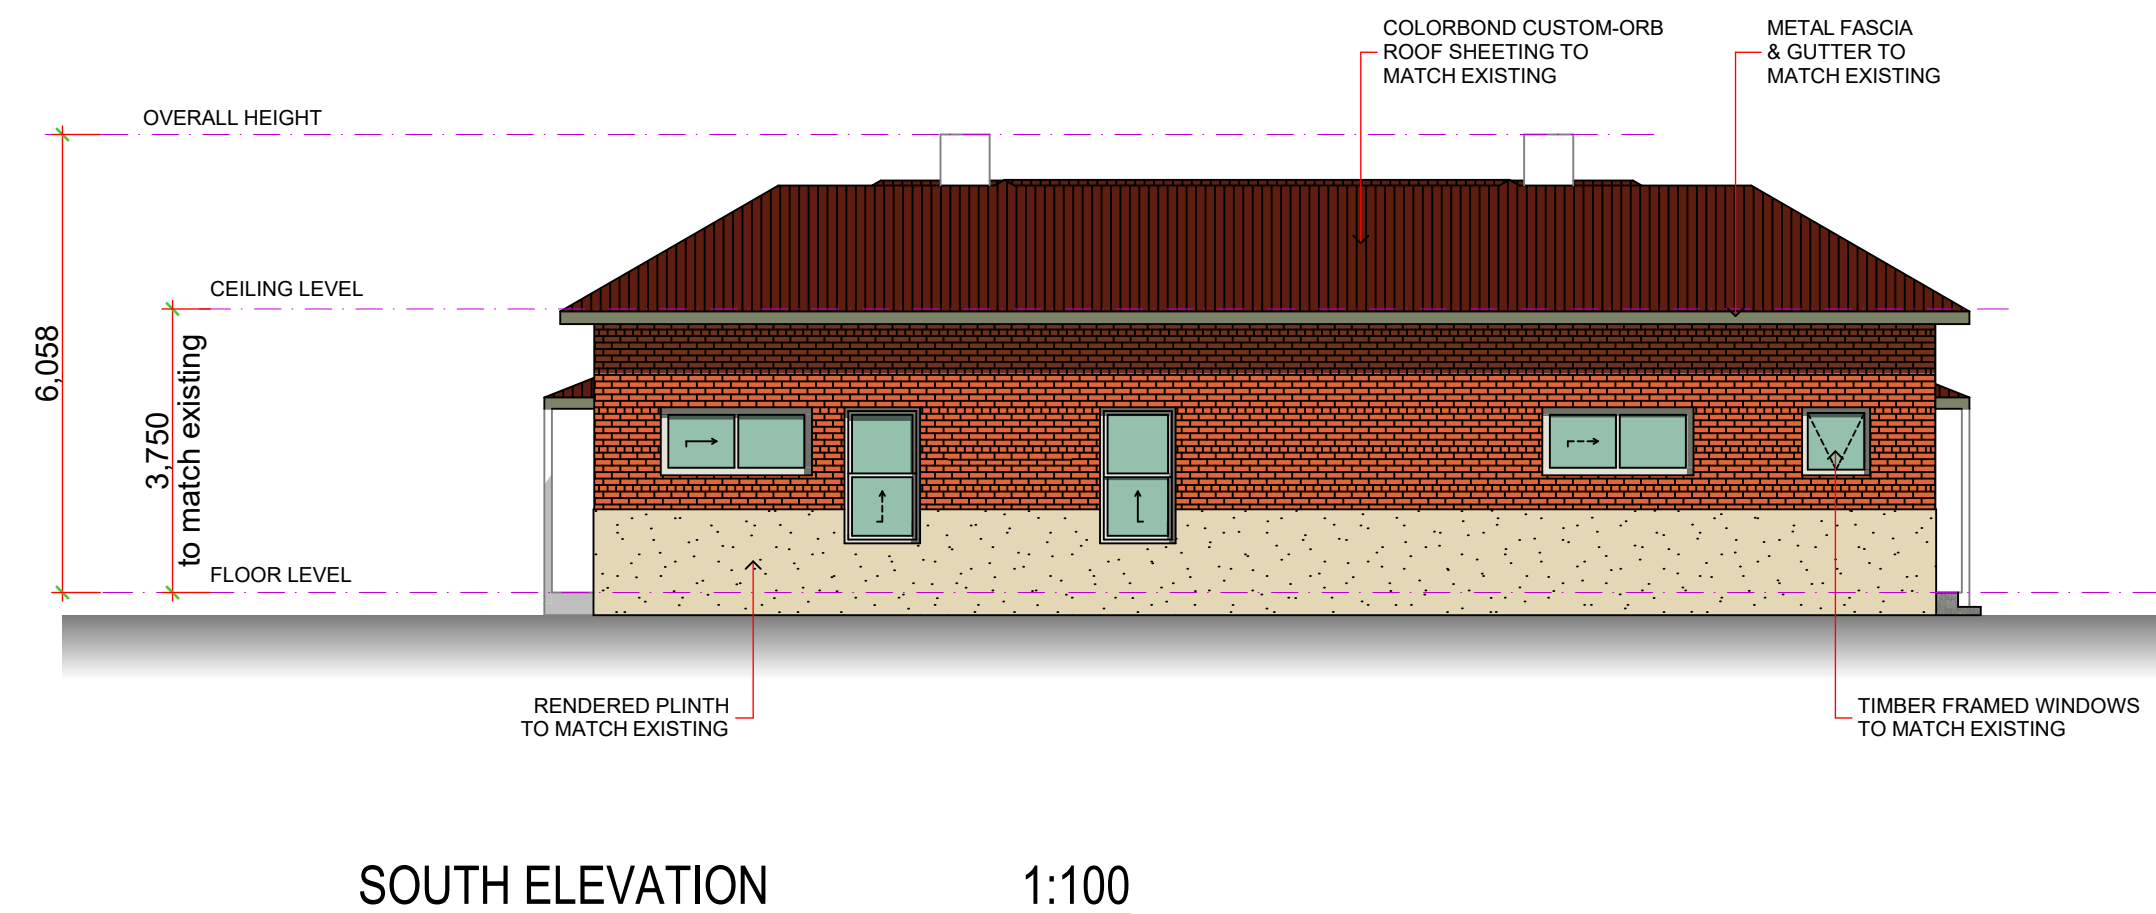 COLORBOND CUSTOM-ORB
ROOF SHEETING TO
MATCH EXISTING
METAL FASCIA
& GUTTER TO
MATCH EXISTING
OVERALL HEIGHT
CEILING LEVEL
6,058
3,750
to match existing
FLOOR LEVEL
RENDERED PLINTH
TO MATCH EXISTING
TIMBER FRAMED WINDOWS
TO MATCH EXISTING
SOUTH ELEVATION 1:100